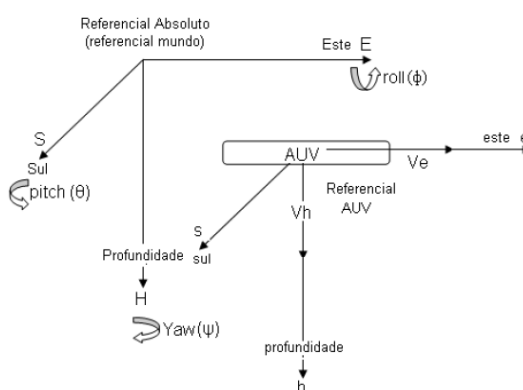 Referencial Absoluto
(referencial mundo)
Este E
roll(ϕ)
S
Sul
pitch (θ)
AUV
este e
Ve
Referencial
AUV
Vh
s
sul
Profundidade
H
Yaw(ψ)
profundidade
h